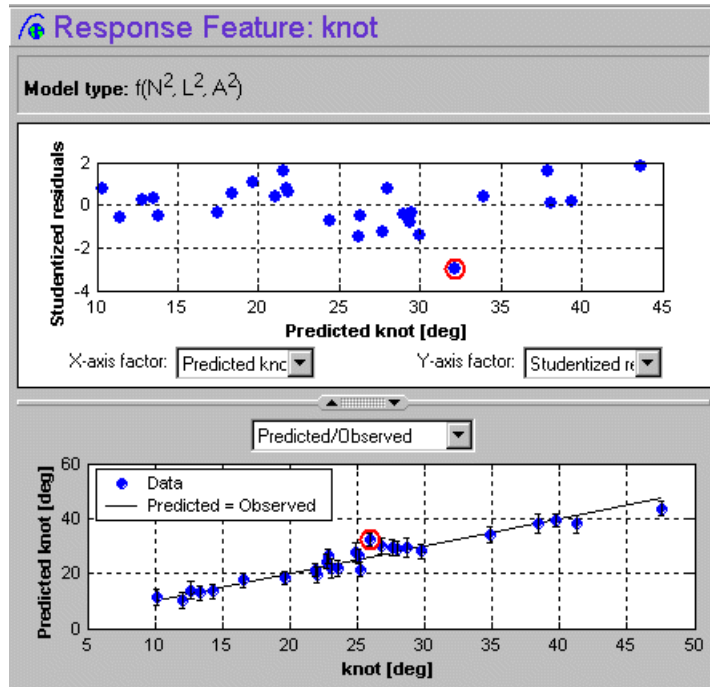 Response Feature: knot
Model type: f(N², L², A²)
Studentized residuals
2
0
-2
-4
10 15 20 25 30 35 40 45
Predicted knot [deg]
X-axis factor: Predicted knc Y-axis factor: Studentized re
Predicted/Observed
Predicted knot [deg]
60
40
20
0
Data
Predicted = Observed
5 10 15 20 25 30 35 40 45 50
knot [deg]